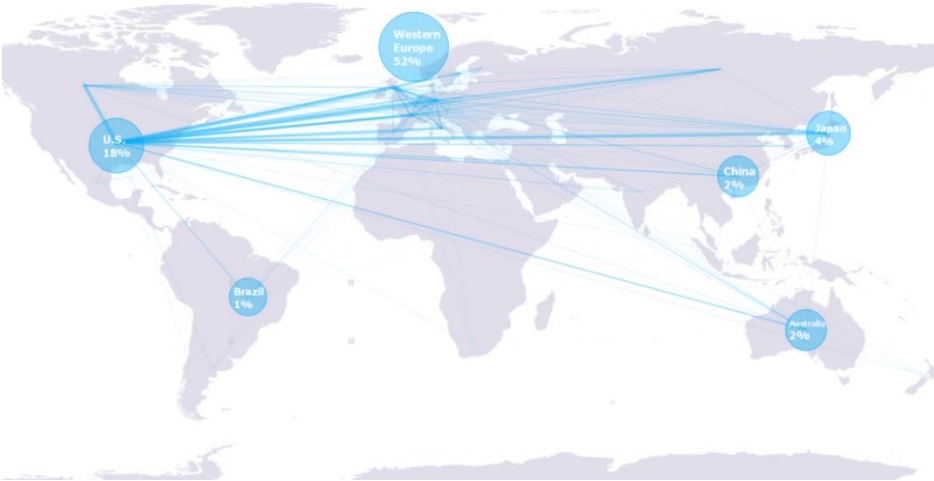 Western
Europe
52%
U.S.
18%
Japan
4%
China
2%
Brazil
1%
Australia
2%